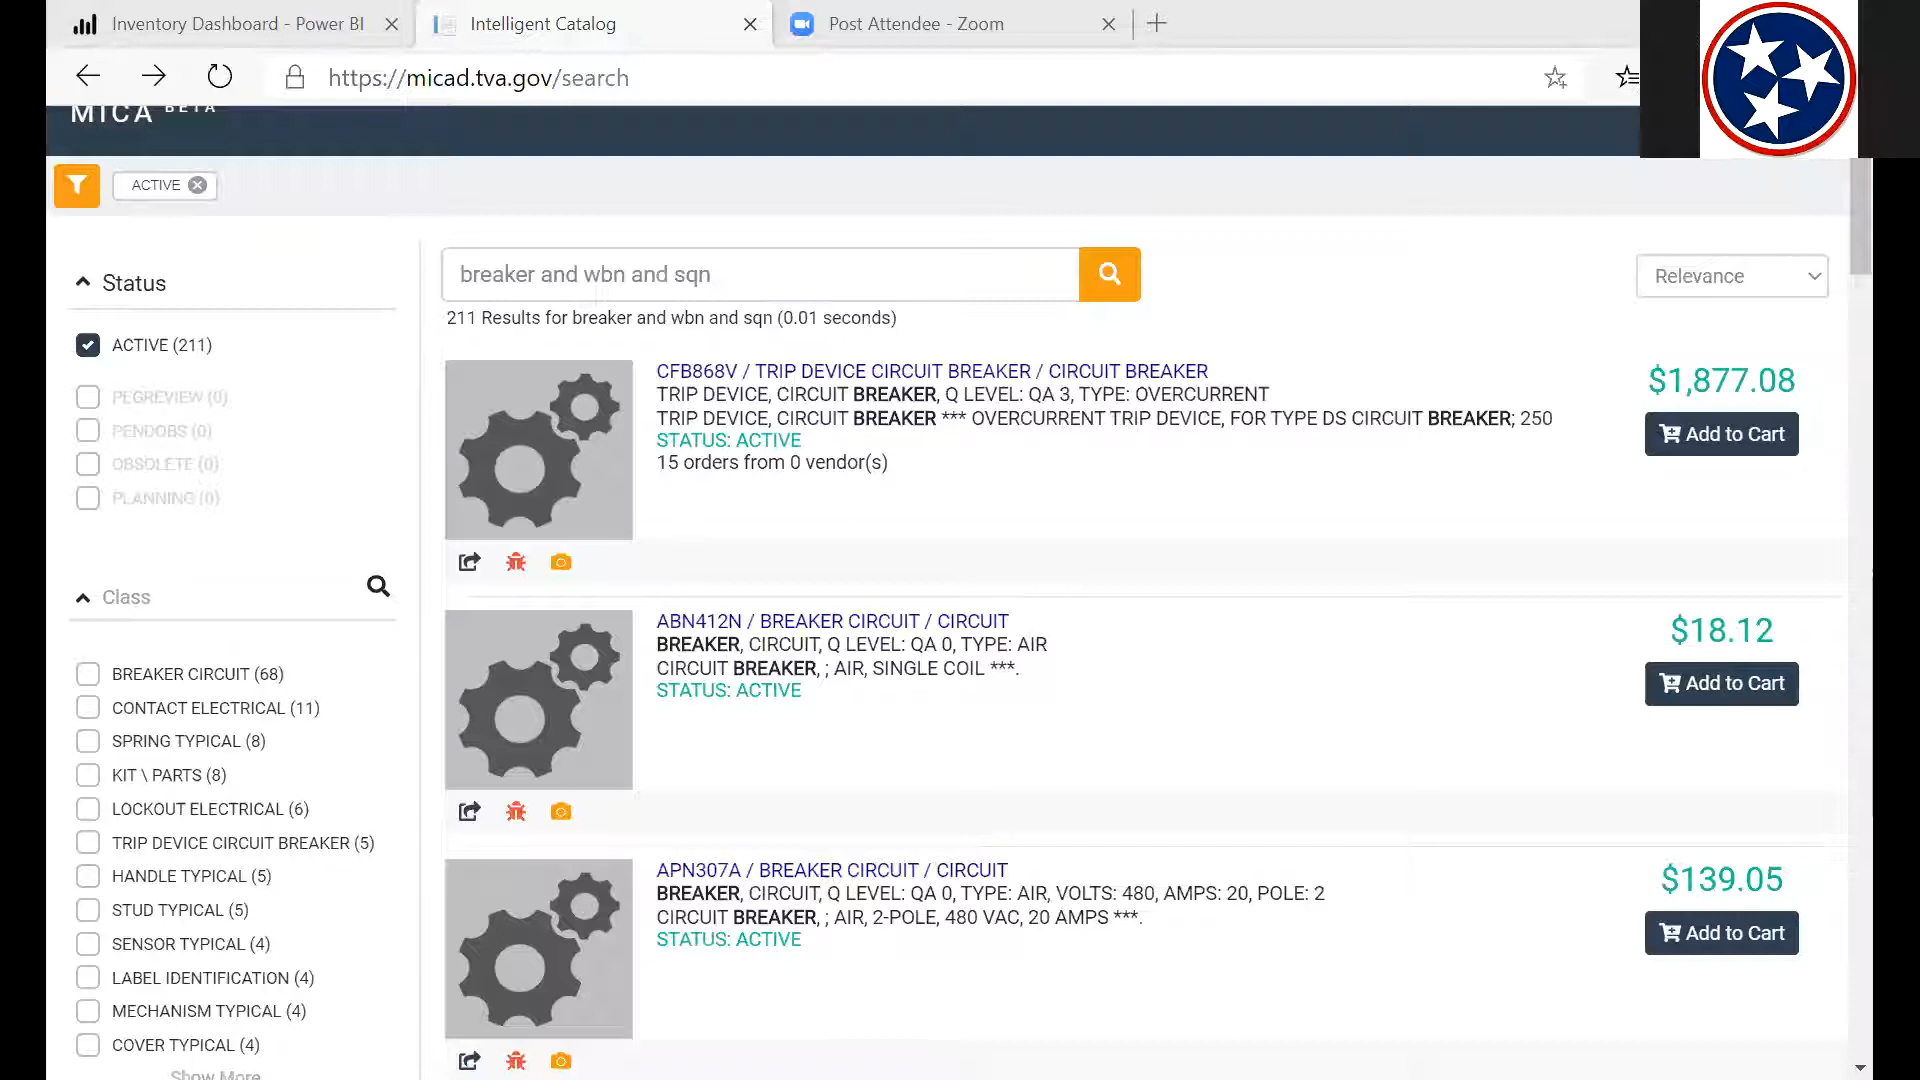 Inventory Dashboard - Power BI
Intelligent Catalog
Post Attendee - Zoom
https://micad.tva.gov/search
MICA BETA
ACTIVE
Status
ACTIVE (211)
PEGREVIEW (0)
PENDOBS (0)
OBSOLETE (0)
PLANNING (0)
Class
BREAKER CIRCUIT (68)
CONTACT ELECTRICAL (11)
SPRING TYPICAL (8)
KIT \ PARTS (8)
LOCKOUT ELECTRICAL (6)
TRIP DEVICE CIRCUIT BREAKER (5)
HANDLE TYPICAL (5)
STUD TYPICAL (5)
SENSOR TYPICAL (4)
LABEL IDENTIFICATION (4)
MECHANISM TYPICAL (4)
COVER TYPICAL (4)
Show More
breaker and wbn and sqn
Relevance
211 Results for breaker and wbn and sqn (0.01 seconds)
CFB868V / TRIP DEVICE CIRCUIT BREAKER / CIRCUIT BREAKER
TRIP DEVICE, CIRCUIT BREAKER, Q LEVEL: QA 3, TYPE: OVERCURRENT
TRIP DEVICE, CIRCUIT BREAKER *** OVERCURRENT TRIP DEVICE, FOR TYPE DS CIRCUIT BREAKER; 250
STATUS: ACTIVE
15 orders from 0 vendor(s)
$1,877.08
Add to Cart
ABN412N / BREAKER CIRCUIT / CIRCUIT
BREAKER, CIRCUIT, Q LEVEL: QA 0, TYPE: AIR
CIRCUIT BREAKER, ; AIR, SINGLE COIL ***.
STATUS: ACTIVE
$18.12
Add to Cart
APN307A / BREAKER CIRCUIT / CIRCUIT
BREAKER, CIRCUIT, Q LEVEL: QA 0, TYPE: AIR, VOLTS: 480, AMPS: 20, POLE: 2
CIRCUIT BREAKER, ; AIR, 2-POLE, 480 VAC, 20 AMPS ***.
STATUS: ACTIVE
$139.05
Add to Cart